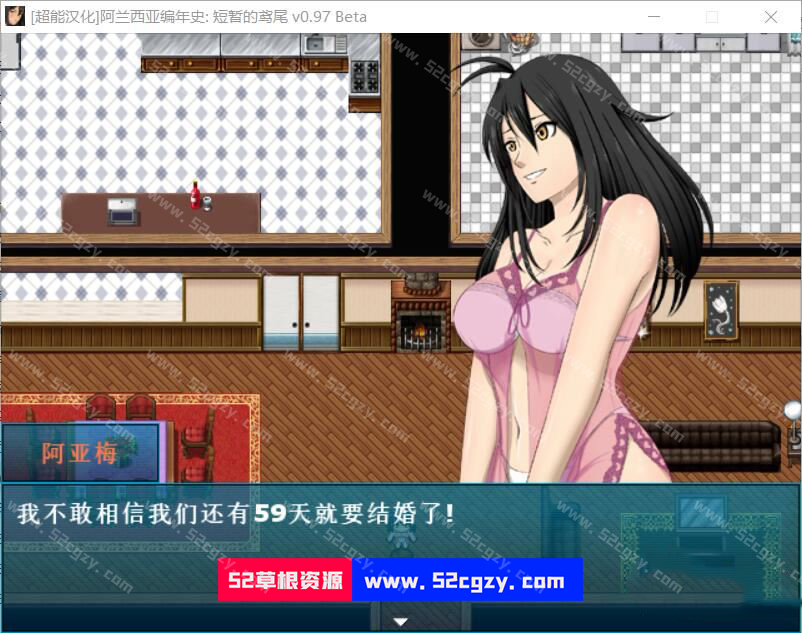 [超能汉化]阿兰西亚编年史: 短暂的鸢尾 v0.97 Beta
阿亚梅
我不敢相信我们还有59天就要结婚了!
52草根资源 www.52cgzy.com